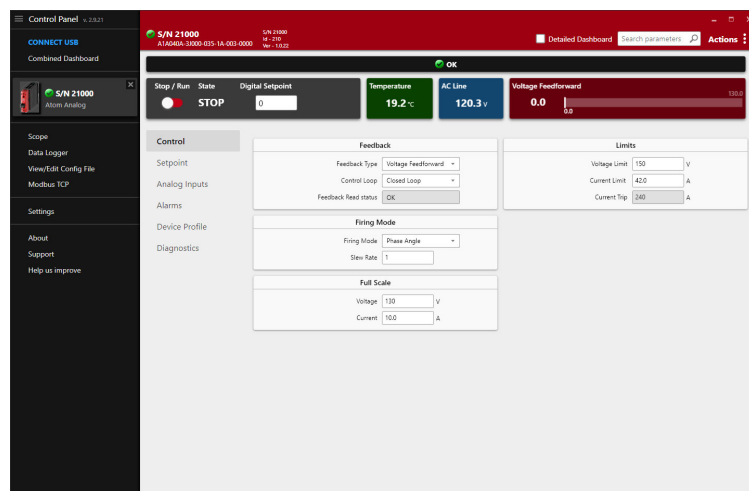 Control Panel v. 2.9.21
CONNECT USB
Combined Dashboard
S/N 21000
Atom Analog
Scope
Data Logger
View/Edit Config File
Modbus TCP
Settings
About
Support
Help us improve
S/N 21000
A1A040A-3J000-035-1A-003-0000
S/N 21000
Id - 210
Ver - 1.0.22
Detailed Dashboard
Search parameters
Actions
OK
Stop / Run State Digital Setpoint
STOP 0
Temperature
19.2 °C
AC Line
120.3 V
Voltage Feedforward
130.0
0.0
0.0
Control
Setpoint
Analog Inputs
Alarms
Device Profile
Diagnostics
Feedback
Feedback Type Voltage Feedforward
Control Loop Closed Loop
Feedback Read status OK
Firing Mode
Firing Mode Phase Angle
Slew Rate 1
Full Scale
Voltage 130 V
Current 10.0 A
Limits
Voltage Limit 150 V
Current Limit 42.0 A
Current Trip 240 A